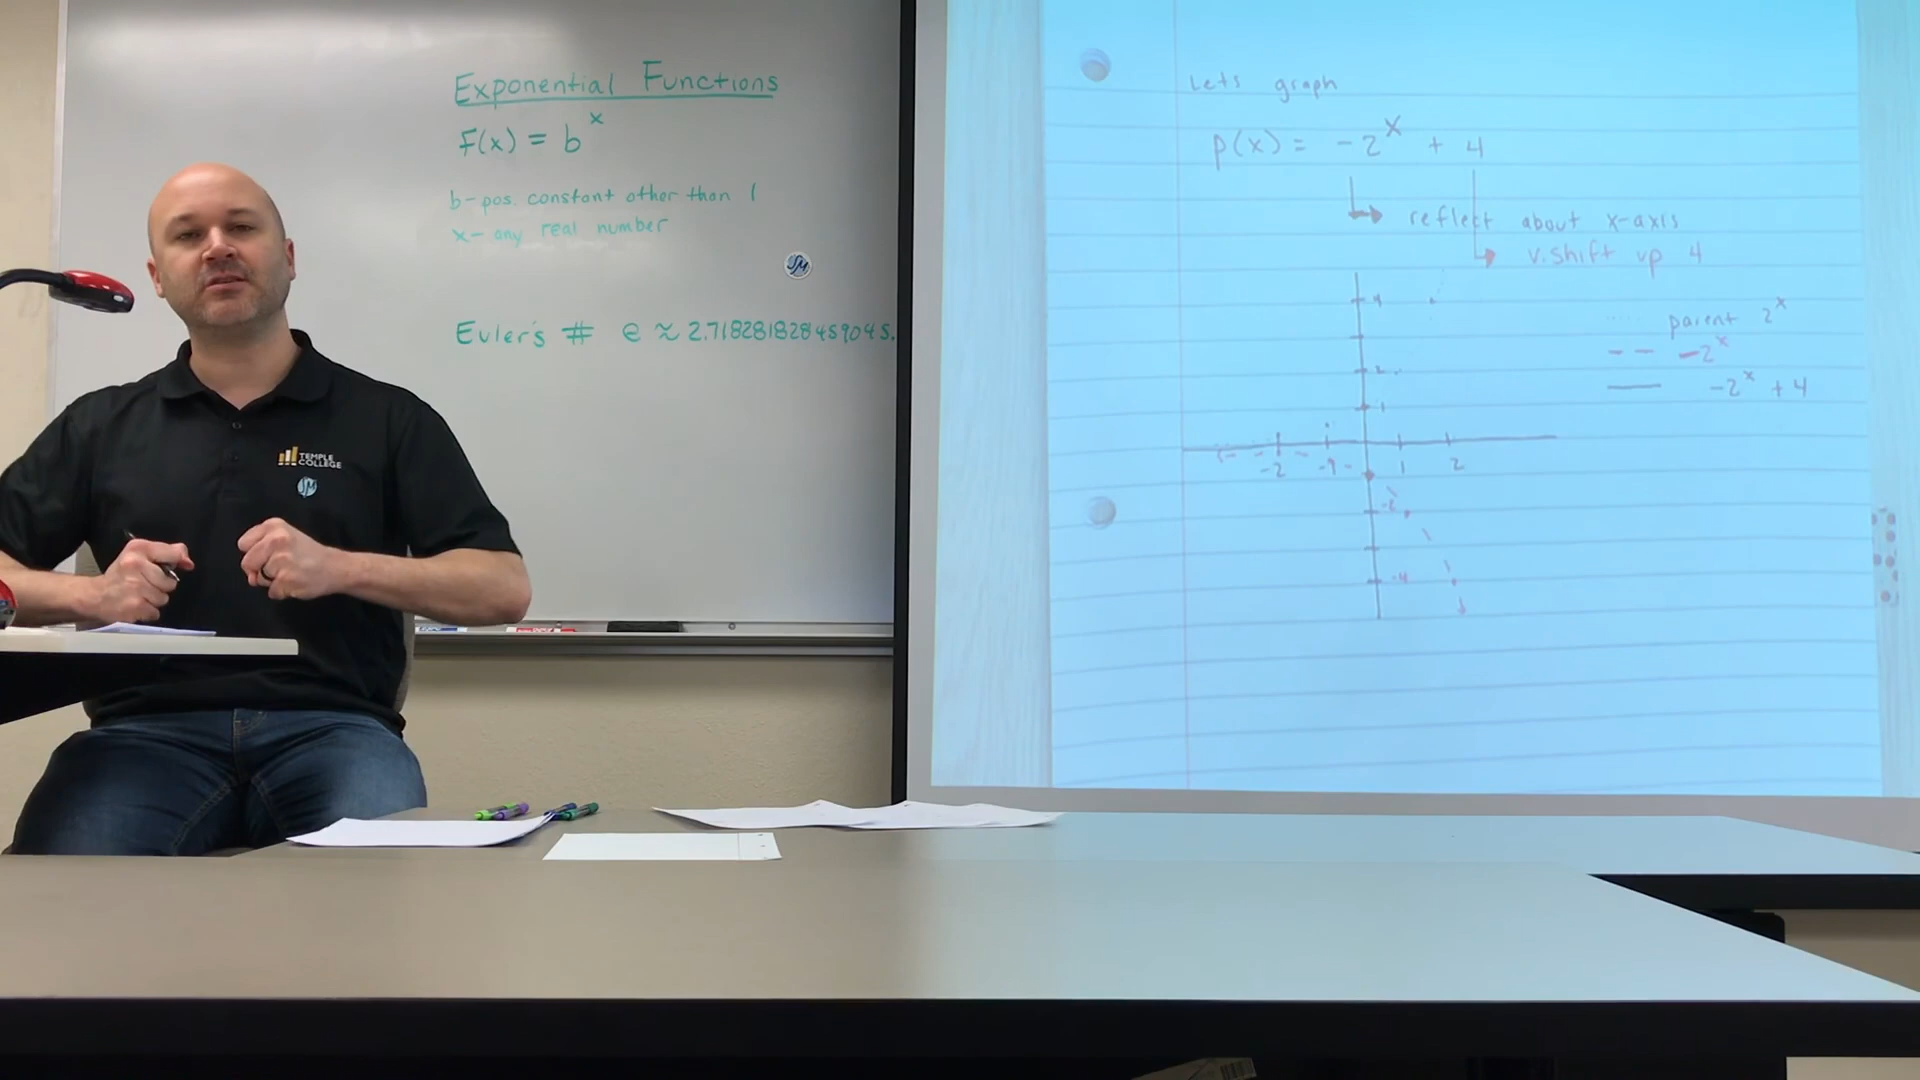 Exponential Functions
f(x) = b^x
b- pos. constant other than 1
x- any real number
Euler's # e ≈ 2.718281828459045.
TEMPLE
COLLEGE
SM
SM
Lets graph
p(x) = -2^x + 4
reflect about x-axis
v.shift up 4
parent 2^x
-2^x
-2^x + 4
4
2
1
-2 -1 1 2
-2
-4